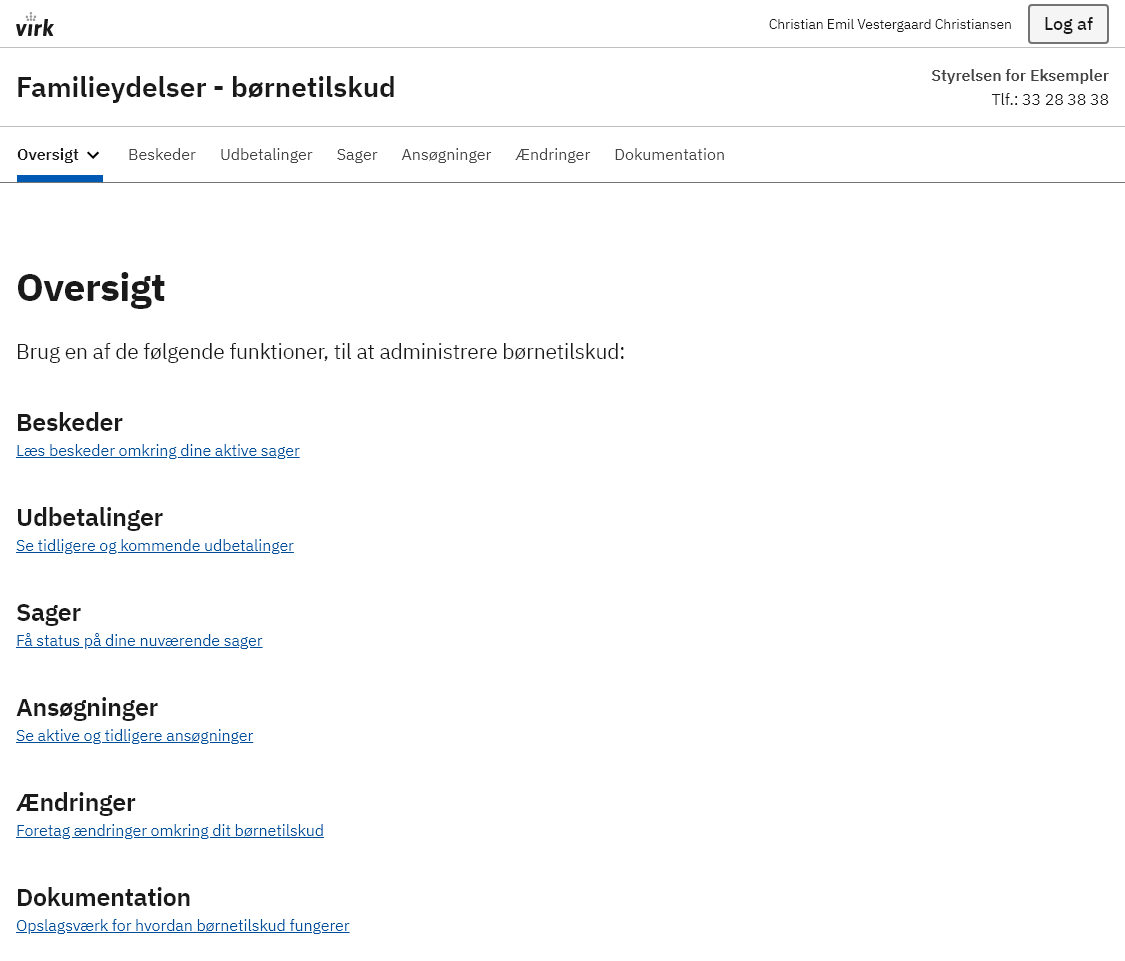 virk
Christian Emil Vestergaard Christiansen
Log af
Familieydelser - børnetilskud
Styrelsen for Eksempler
Tlf.: 33 28 38 38
Oversigt
Beskeder
Udbetalinger
Sager
Ansøgninger
Ændringer
Dokumentation
Oversigt
Brug en af de følgende funktioner, til at administrere børnetilskud:
Beskeder
Læs beskeder omkring dine aktive sager
Udbetalinger
Se tidligere og kommende udbetalinger
Sager
Få status på dine nuværende sager
Ansøgninger
Se aktive og tidligere ansøgninger
Ændringer
Foretag ændringer omkring dit børnetilskud
Dokumentation
Opslagsværk for hvordan børnetilskud fungerer